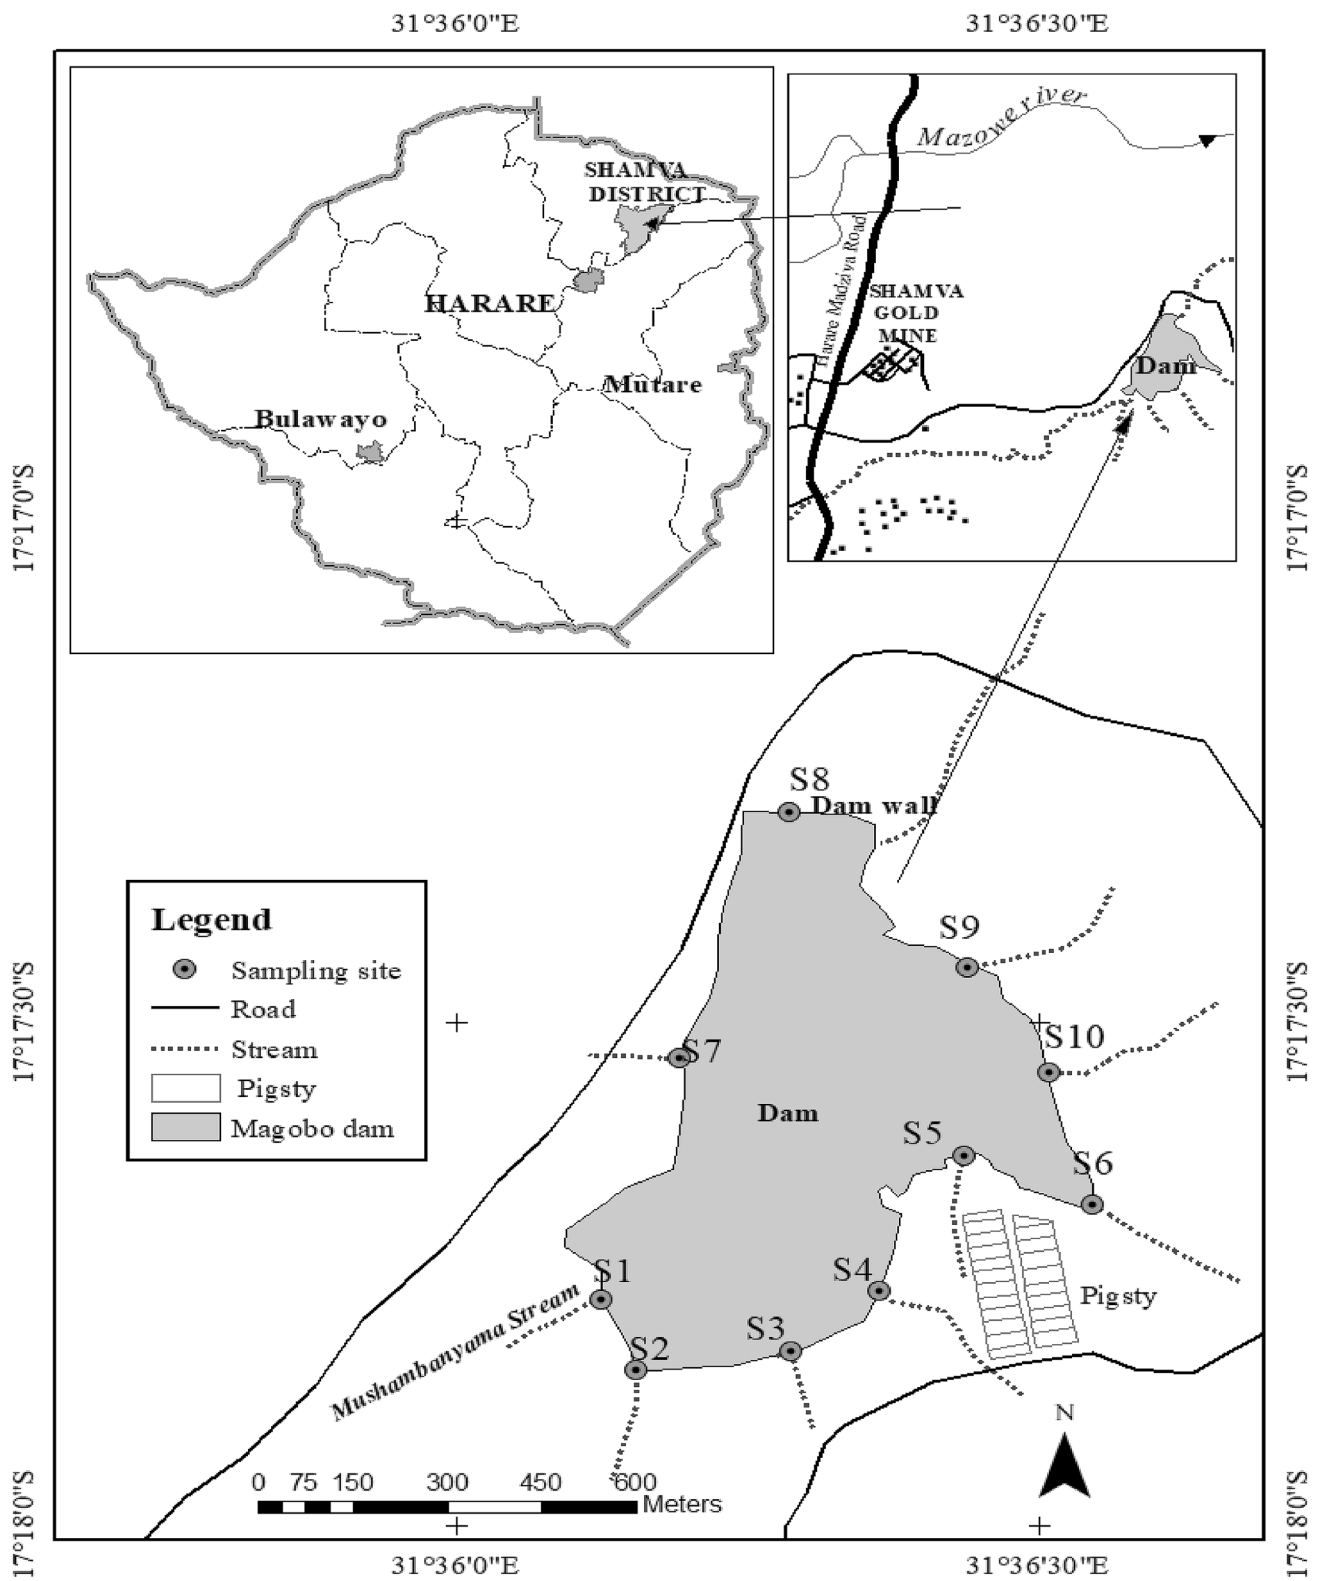 31°36'0"E
31°36'30"E
SHAMVA
DISTRICT
HARARE
Mutare
Bulawayo
Mazowe river
Harare Madziva Road
SHAMVA
GOLD
MINE
Dam
17°17'0"S
17°17'0"S
S8
Dam wall
S9
Legend
Sampling site
Road
Stream
Pigsty
Magobo dam
17°17'30"S
17°17'30"S
S10
S7
Dam
S5
S6
S4
S1
Pigsty
Mushambanyama Stream
S3
S2
N
0 75 150 300 450 600
Meters
17°18'0"S
17°18'0"S
31°36'0"E
31°36'30"E